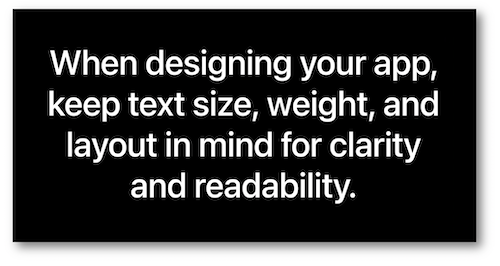 When designing your app,
keep text size, weight, and
layout in mind for clarity
and readability.